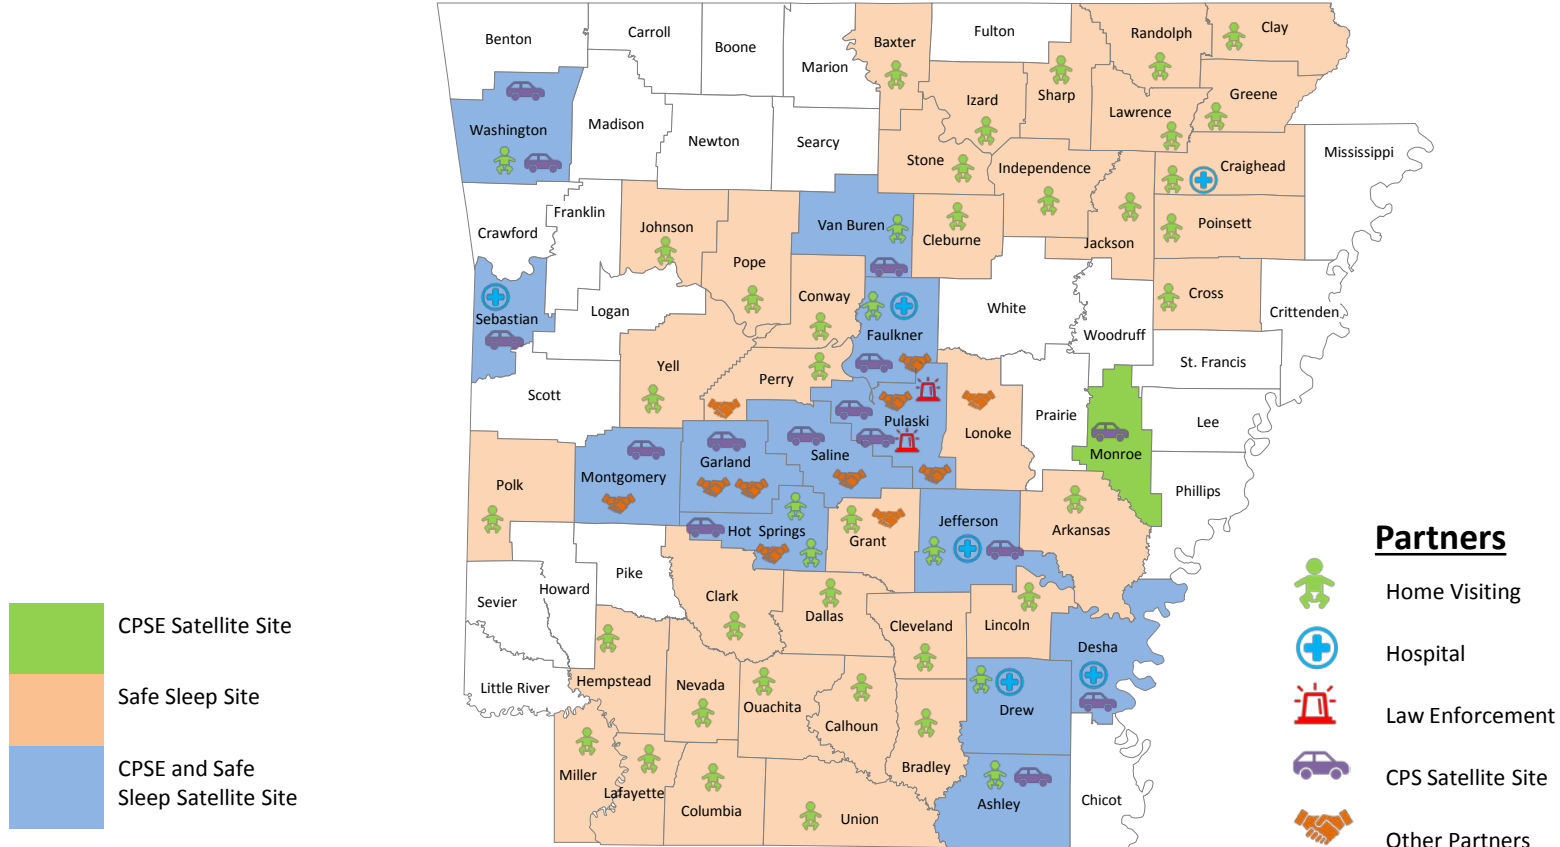 Benton
Carroll
Boone
Marion
Baxter
Fulton
Randolph
Clay
Izard
Sharp
Lawrence
Greene
Washington
Madison
Newton
Searcy
Stone
Independence
Craighead
Mississippi
Franklin
Crawford
Johnson
Van Buren
Cleburne
Jackson
Poinsett
Pope
Conway
Cross
Crittenden
Sebastian
Logan
White
Woodruff
Faulkner
St. Francis
Yell
Perry
Scott
Pulaski
Prairie
Lee
Lonoke
Monroe
Polk
Montgomery
Garland
Saline
Phillips
Hot Springs
Grant
Jefferson
Arkansas
Pike
Howard
Sevier
Clark
Dallas
Cleveland
Lincoln
Desha
Little River
Hempstead
Nevada
Ouachita
Calhoun
Drew
Bradley
Miller
Lafayette
Columbia
Union
Ashley
Chicot
CPSE Satellite Site
Safe Sleep Site
CPSE and Safe
Sleep Satellite Site
Partners
Home Visiting
Hospital
Law Enforcement
CPS Satellite Site
Other Partners